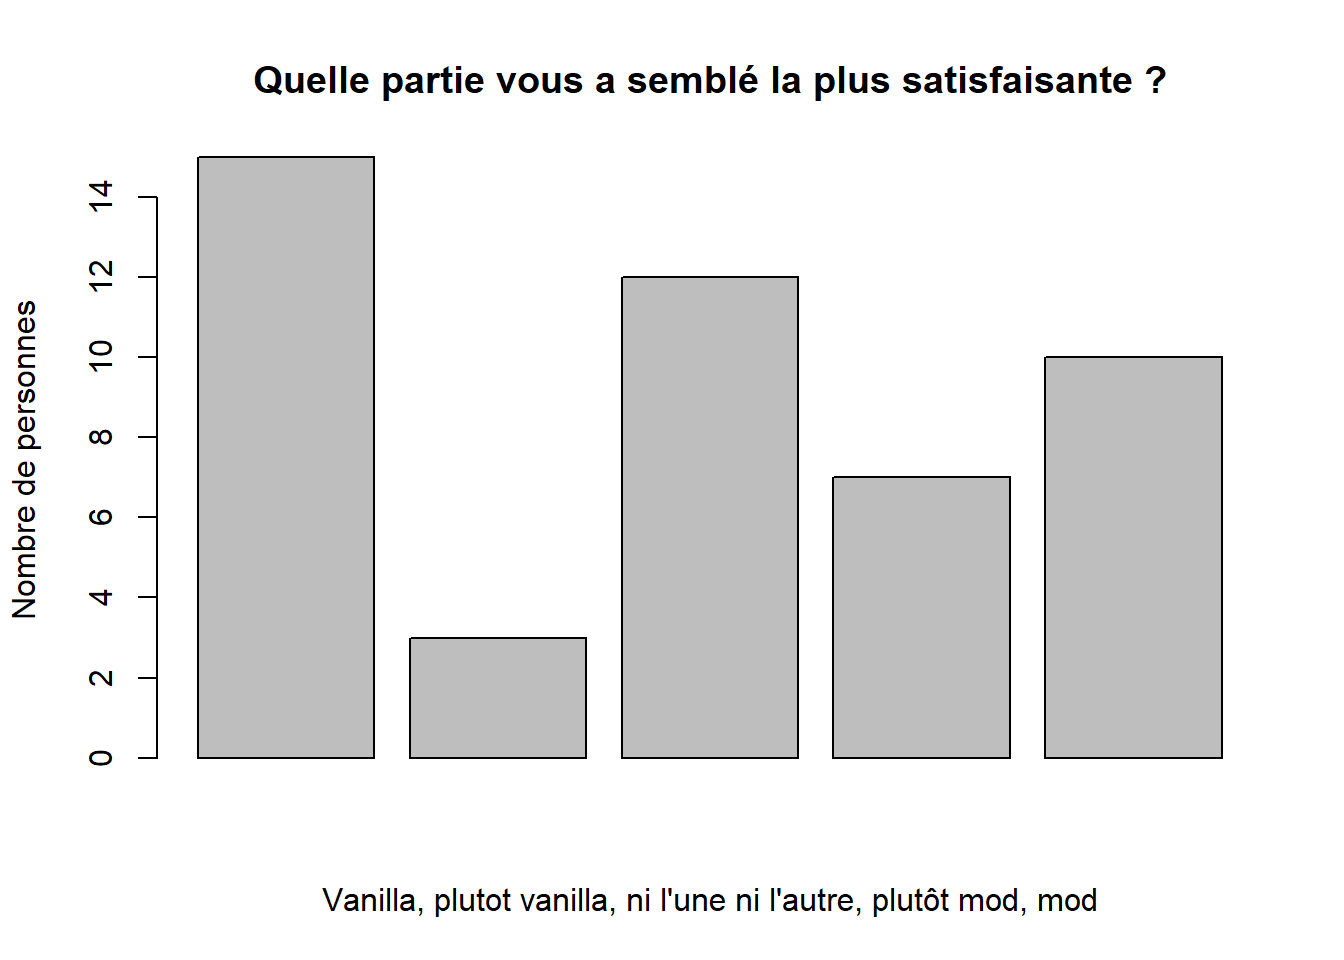 Quelle partie vous a semblé la plus satisfaisante ?
Nombre de personnes
14
12
10
8
6
4
2
0
Vanilla, plutot vanilla, ni l'une ni l'autre, plutôt mod, mod